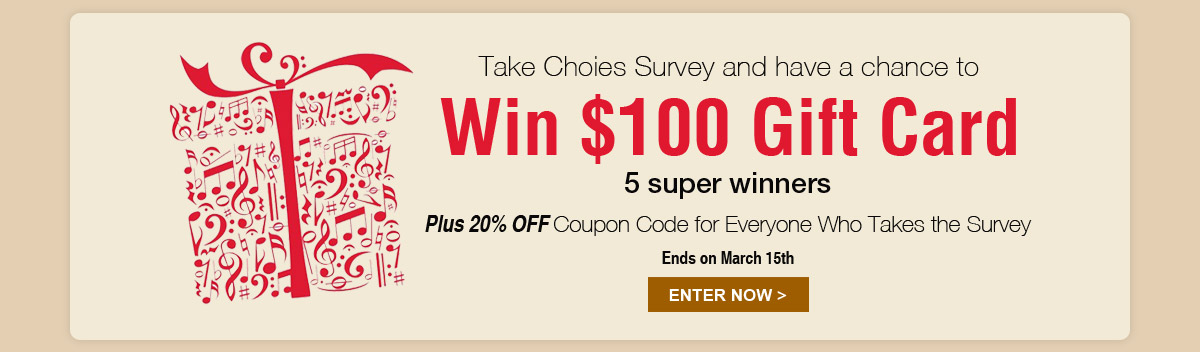 Take Choies Survey and have a chance to
Win $100 Gift Card
5 super winners
Plus 20% OFF Coupon Code for Everyone Who Takes the Survey
Ends on March 15th
ENTER NOW >